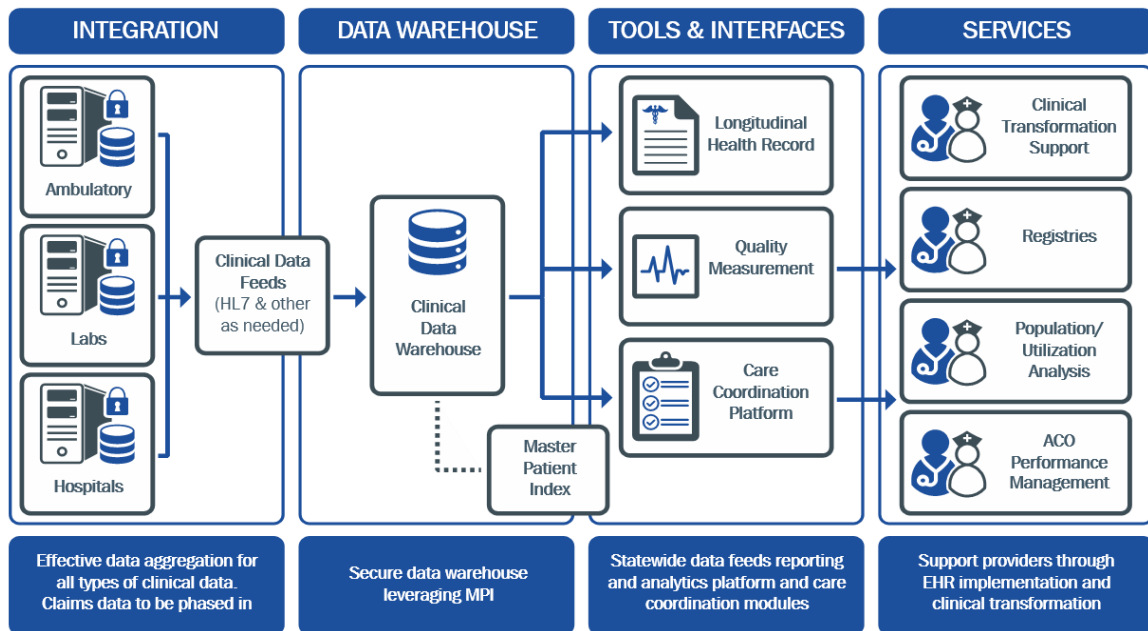 INTEGRATION
DATA WAREHOUSE
TOOLS & INTERFACES
SERVICES
Ambulatory
Labs
Hospitals
Clinical Data
Feeds
(HL7 & other
as needed)
Clinical
Data
Warehouse
Master
Patient
Index
Longitudinal
Health Record
Quality
Measurement
Care
Coordination
Platform
Clinical
Transformation
Support
Registries
Population/
Utilization
Analysis
ACO
Performance
Management
Effective data aggregation for
all types of clinical data.
Claims data to be phased in
Secure data warehouse
leveraging MPI
Statewide data feeds reporting
and analytics platform and care
coordination modules
Support providers through
EHR implementation and
clinical transformation